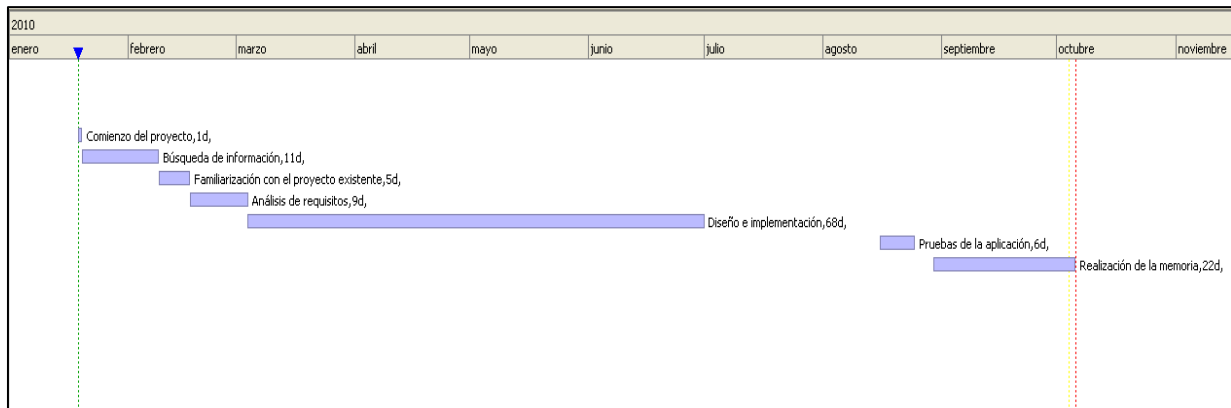 2010
enero febrero marzo abril mayo junio julio agosto septiembre octubre noviembre
Comienzo del proyecto,1d,
Búsqueda de información,11d,
Familiarización con el proyecto existente,5d,
Análisis de requisitos,9d,
Diseño e implementación,68d,
Pruebas de la aplicación,6d,
Realización de la memoria,22d,